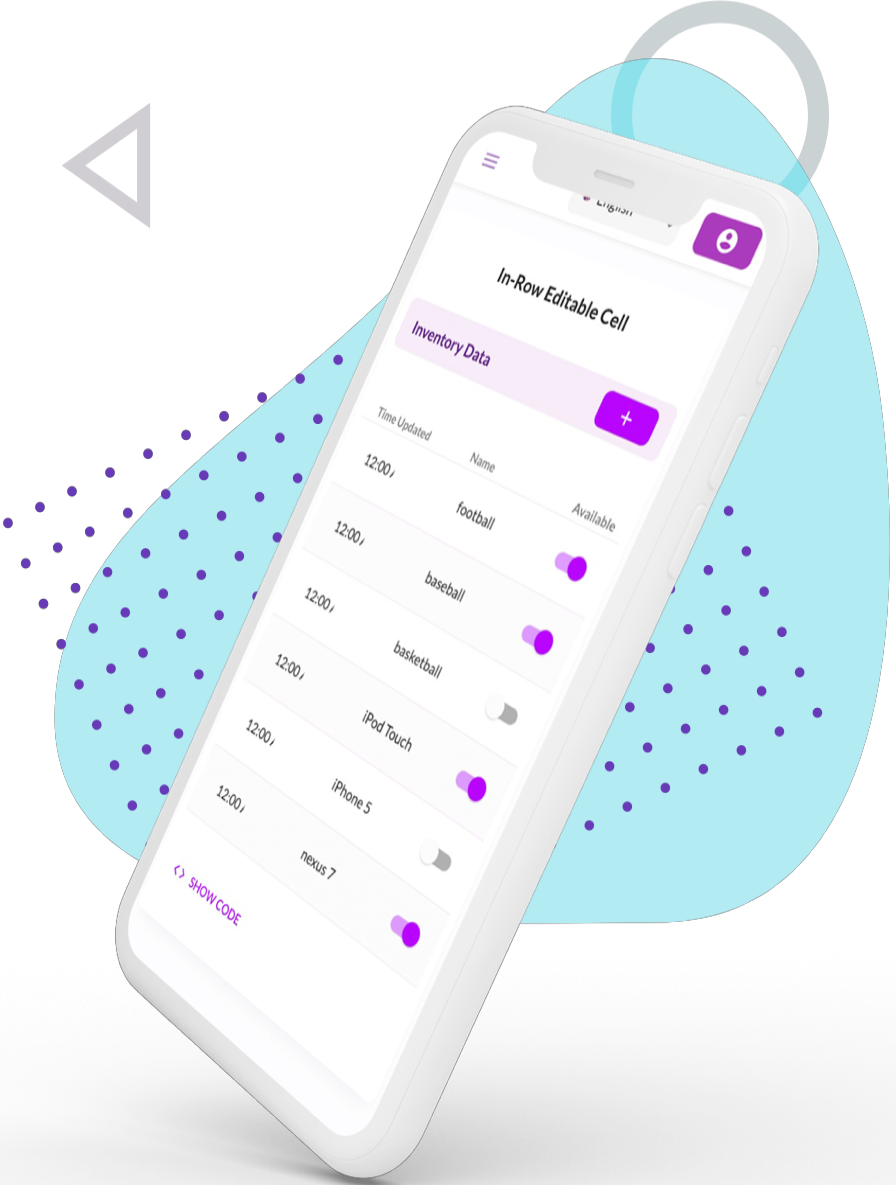 English
In-Row Editable Cell
Inventory Data
+
Time Updated Name Available
12:00 football
12:00 baseball
12:00 basketball
12:00 iPod Touch
12:00 iPhone 5
12:00 nexus 7
<> SHOW CODE